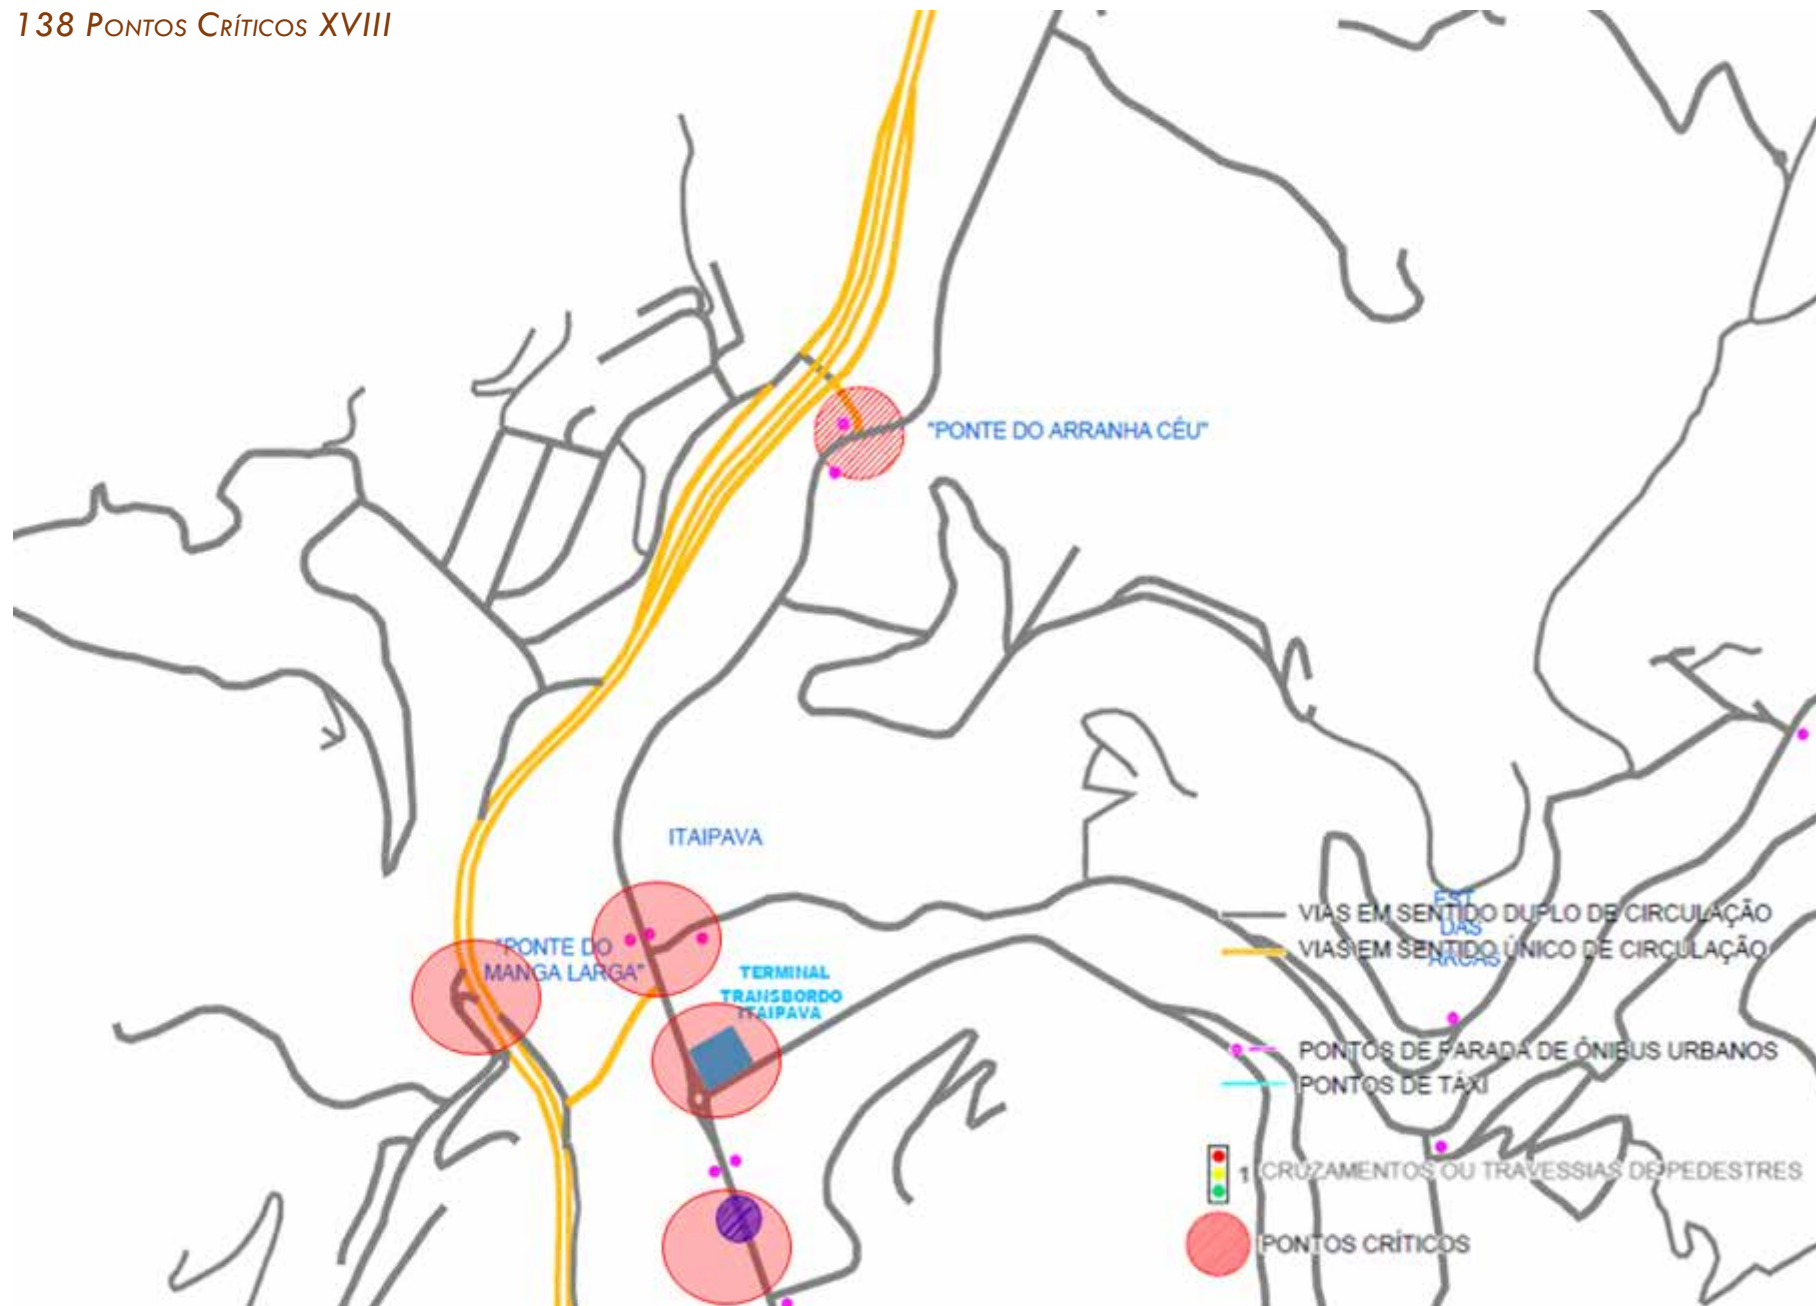 138 PONTOS CRÍTICOS XVIII
"PONTE DO ARRANHA CÉU"
ITAIPAVA
"PONTE DO
MANGA LARGA"
TERMINAL
TRANSBORDO
ITAIPAVA
EST
DAS
ARCAS
VIAS EM SENTIDO DUPLO DE CIRCULAÇÃO
VIAS EM SENTIDO ÚNICO DE CIRCULAÇÃO
PONTOS DE PARADA DE ÔNIBUS URBANOS
PONTOS DE TÁXI
1 CRUZAMENTOS OU TRAVESSIAS DE PEDESTRES
PONTOS CRÍTICOS